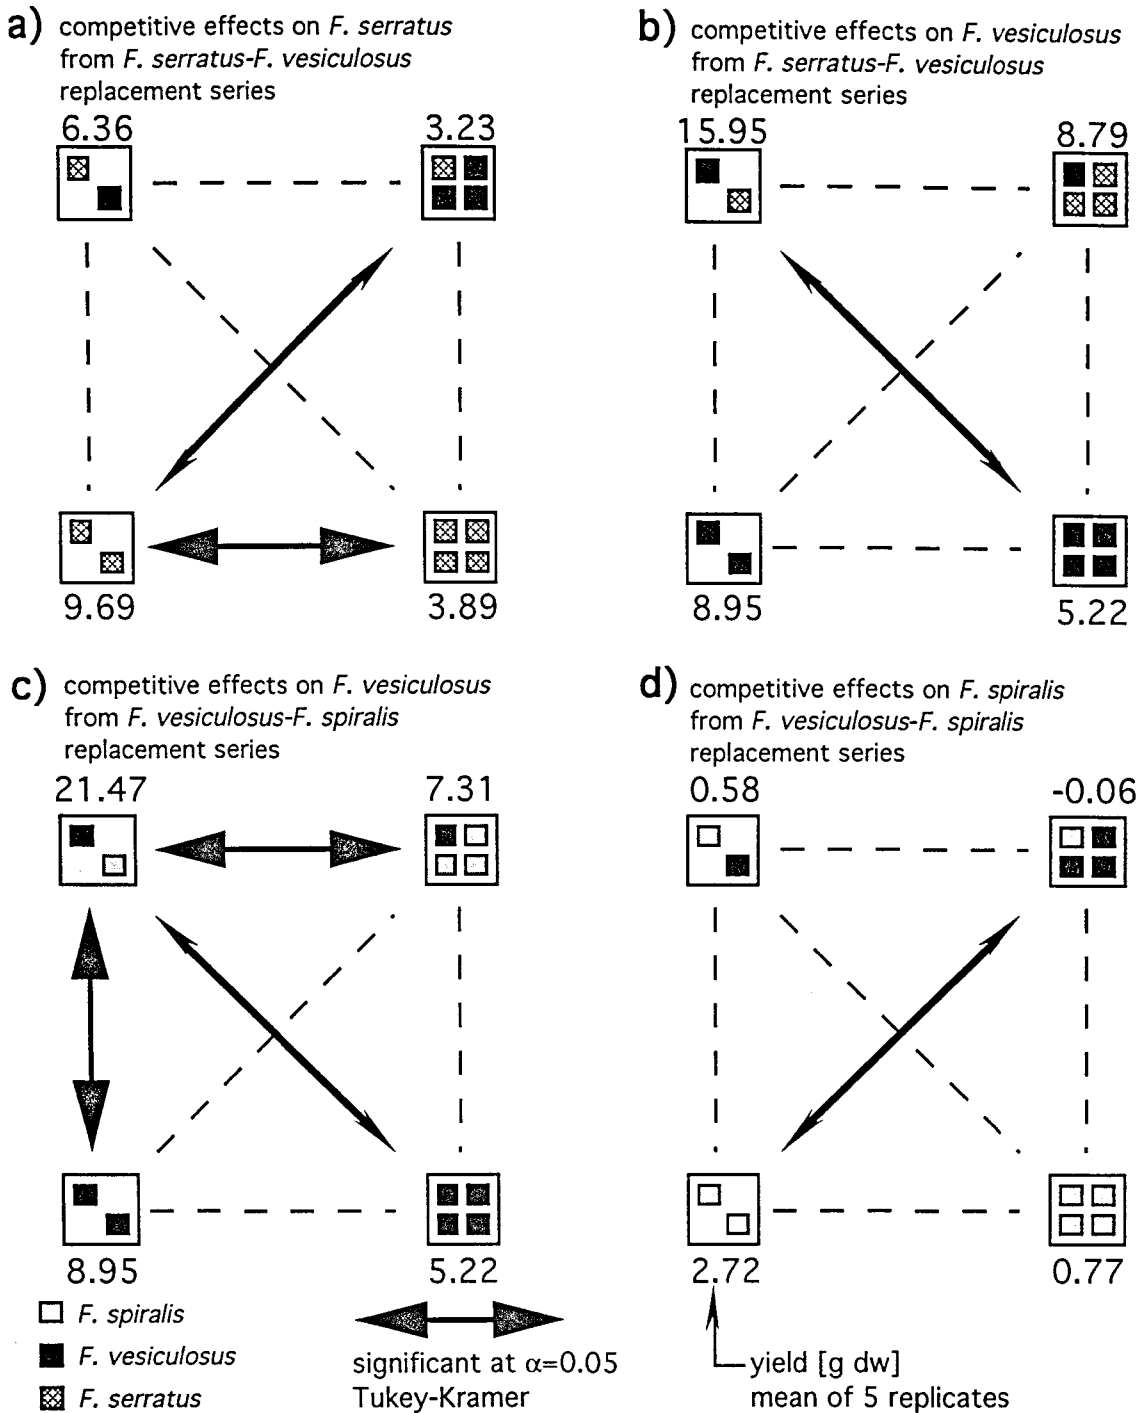 a) competitive effects on F. serratus
from F. serratus-F. vesiculosus
replacement series
6.36
3.23
9.69
3.89
b) competitive effects on F. vesiculosus
from F. serratus-F. vesiculosus
replacement series
15.95
8.79
8.95
5.22
c) competitive effects on F. vesiculosus
from F. vesiculosus-F. spiralis
replacement series
21.47
7.31
8.95
5.22
d) competitive effects on F. spiralis
from F. vesiculosus-F. spiralis
replacement series
0.58
-0.06
2.72
0.77
F. spiralis
F. vesiculosus
F. serratus
significant at α=0.05
Tukey-Kramer
yield [g dw]
mean of 5 replicates